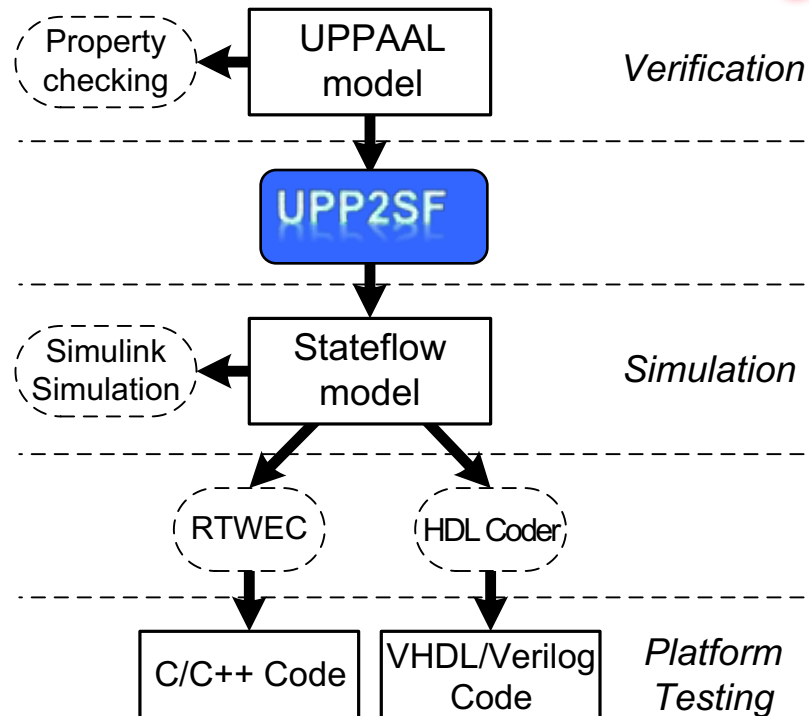 Property
checking
UPPAAL
model
Verification
UPP2SF
Simulink
Simulation
Stateflow
model
Simulation
RTWEC
HDL Coder
C/C++ Code
VHDL/Verilog
Code
Platform
Testing